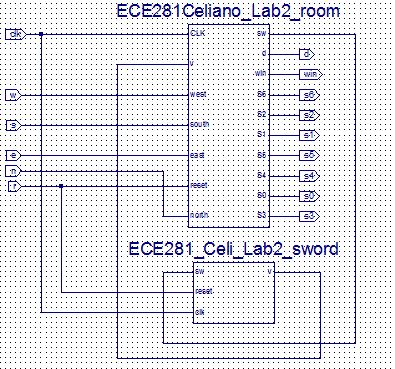 ECE281Celiano_Lab2_room
clk CLK sw
v d d
win win
w west S6 s6
S2 s2
s south S1 s1
e east S5 s5
n S4 s4
r reset S0 s0
north S3 s3
ECE281_Celi_Lab2_sword
sw v
reset
clk